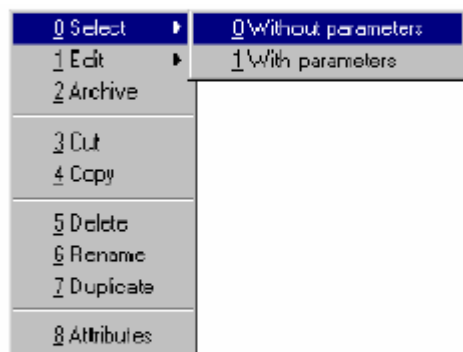 0 Select
0 Without parameters
1 Edit
1 With parameters
2 Archive
3 Cut
4 Copy
5 Delete
6 Rename
7 Duplicate
8 Attributes